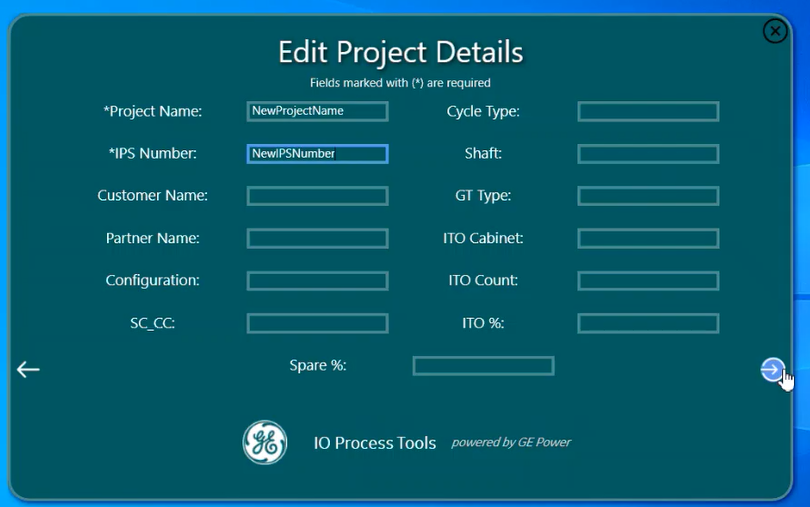 Edit Project Details
Fields marked with (*) are required
*Project Name: NewProjectName Cycle Type:
*IPS Number: NewIPSNumber Shaft:
Customer Name: GT Type:
Partner Name: ITO Cabinet:
Configuration: ITO Count:
SC_CC: ITO %:
Spare %:
GE IO Process Tools powered by GE Power